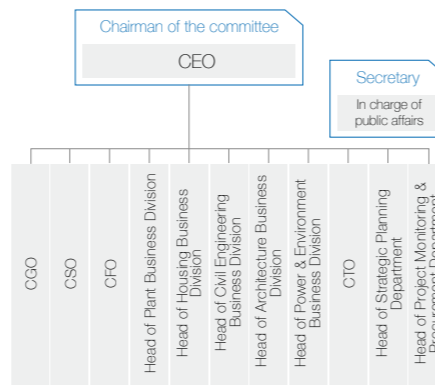 Chairman of the committee
CEO
Secretary
In charge of
public affairs
CGO
CSO
CFO
Head of Plant Business Division
Head of Housing Business
Division
Head of Civil Engineering
Business Division
Head of Architecture Business
Division
Head of Power & Environment
Business Division
CTO
Head of Strategic Planning
Department
Head of Project Monitoring &
Procurement Department